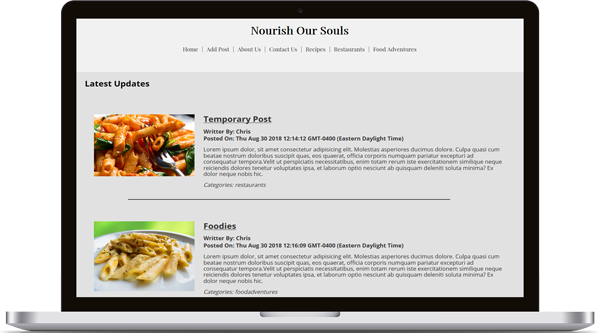 Nourish Our Souls
Home | Add Post | About Us | Contact Us | Recipes | Restaurants | Food Adventures
Latest Updates
Temporary Post
Writter By: Chris
Posted On: Thu Aug 30 2018 12:14:12 GMT-0400 (Eastern Daylight Time)
Lorem ipsum dolor, sit amet consectetur adipisicing elit. Molestias asperiores ducimus dolore. Culpa quasi cum
beatae nostrum doloribus suscipit quas, eos quaerat, officia corporis numquam pariatur excepturi ad
consequatur tempora.Velit ut perspiciatis necessitatibus, enim totam rerum iste exercitationem similique neque
reiciendis dolores tenetur voluptates ipsa, et laborum optio nesciunt ab quisquam deleniti soluta minima? Ex
dolor neque nobis hic.
Categories: restaurants
Foodies
Writter By: Chris
Posted On: Thu Aug 30 2018 12:16:09 GMT-0400 (Eastern Daylight Time)
Lorem ipsum dolor, sit amet consectetur adipisicing elit. Molestias asperiores ducimus dolore. Culpa quasi cum
beatae nostrum doloribus suscipit quas, eos quaerat, officia corporis numquam pariatur excepturi ad
consequatur tempora.Velit ut perspiciatis necessitatibus, enim totam rerum iste exercitationem similique neque
reiciendis dolores tenetur voluptates ipsa, et laborum optio nesciunt ab quisquam deleniti soluta minima? Ex
dolor neque nobis hic.
Categories: foodadventures